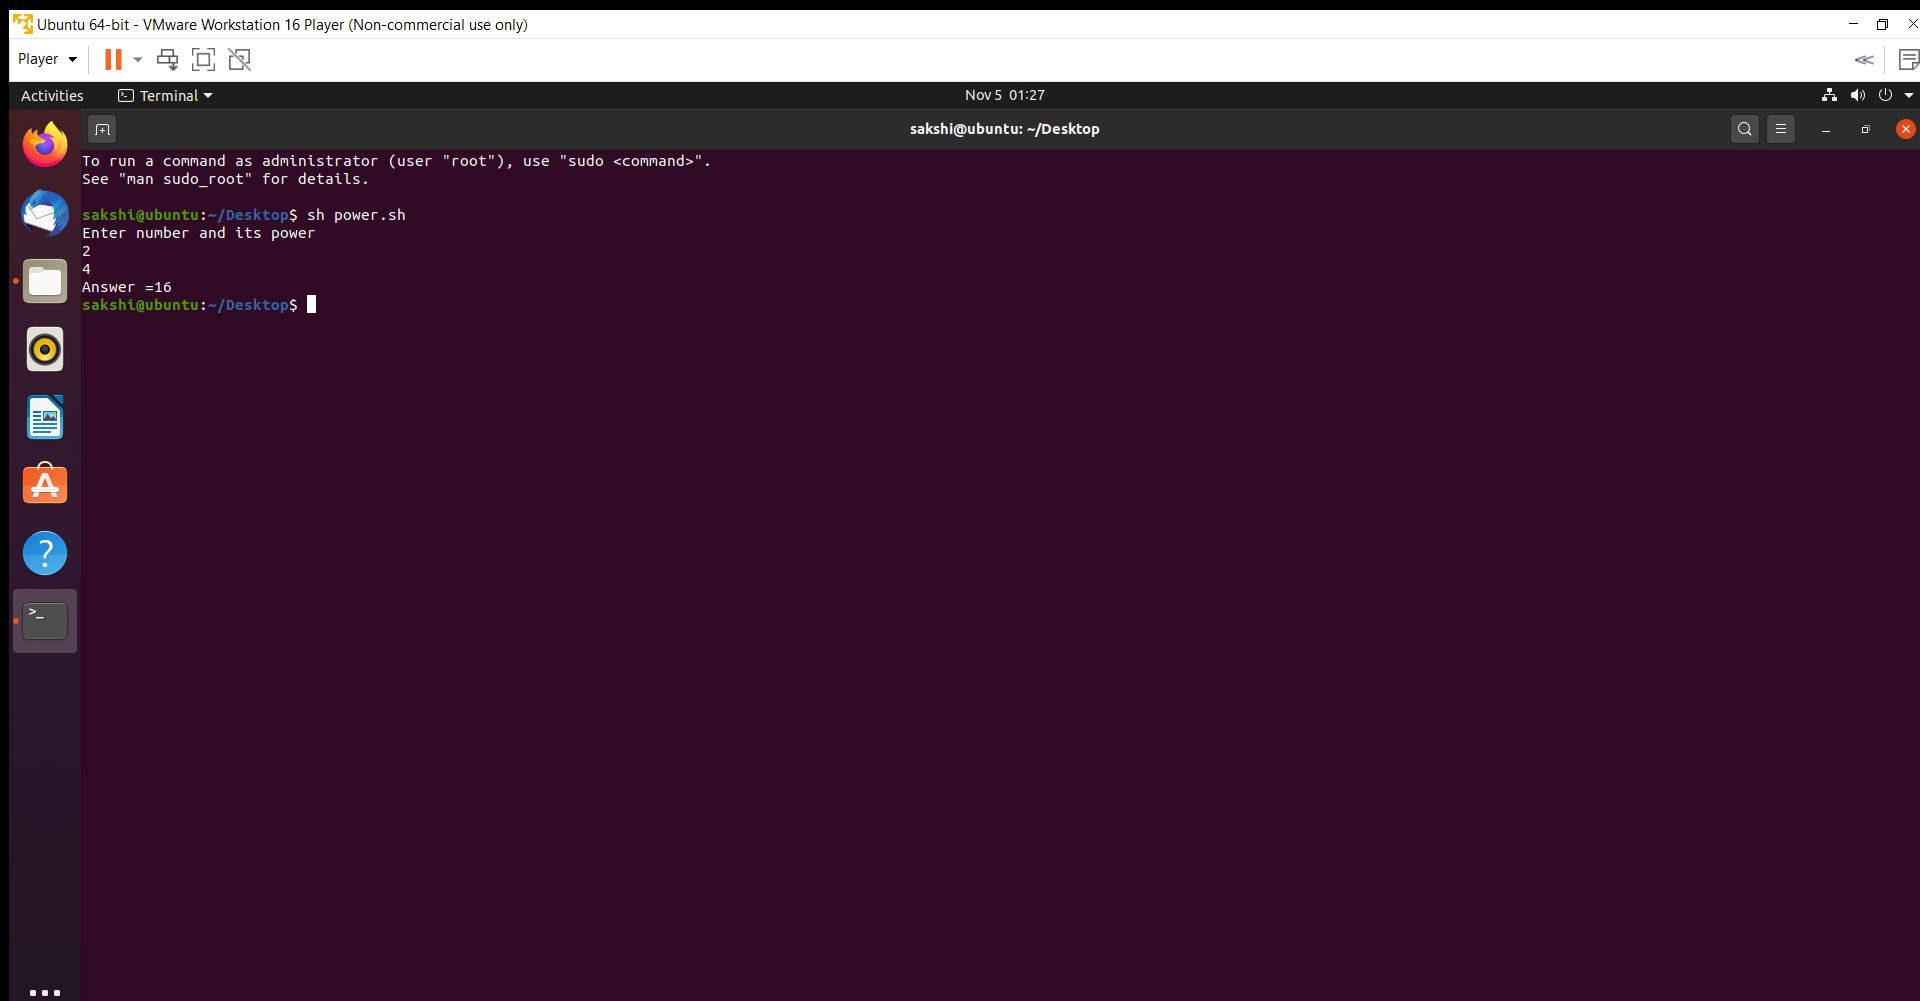 Ubuntu 64-bit - VMware Workstation 16 Player (Non-commercial use only)
Player
Activities
Terminal
Nov 5 01:27
sakshi@ubuntu: ~/Desktop
To run a command as administrator (user "root"), use "sudo <command>".
See "man sudo_root" for details.
sakshi@ubuntu:~/Desktop$ sh power.sh
Enter number and its power
2
4
Answer =16
sakshi@ubuntu:~/Desktop$